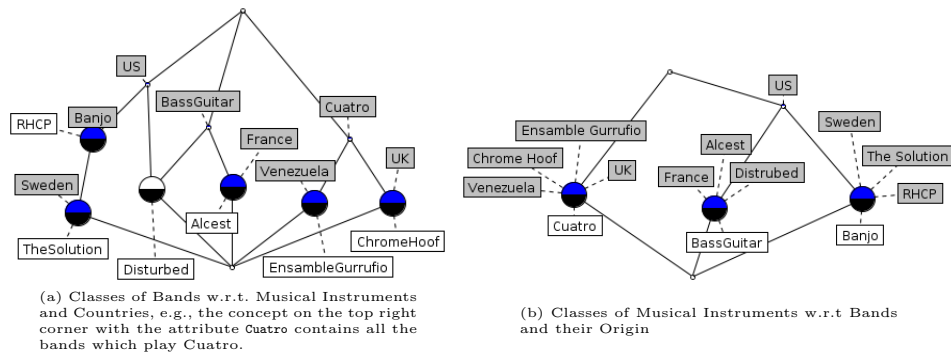 US
BassGuitar
Cuatro
RHCP
Banjo
France
Venezuela
UK
Sweden
Alcest
TheSolution
Disturbed
EnsambleGurrufio
ChromeHoof
(a) Classes of Bands w.r.t. Musical Instruments
and Countries, e.g., the concept on the top right
corner with the attribute Cuatro contains all the
bands which play Cuatro.
US
Ensamble Gurrufio
Sweden
Chrome Hoof
Alcest
The Solution
Venezuela
UK
France
Distrubed
RHCP
Cuatro
BassGuitar
Banjo
(b) Classes of Musical Instruments w.r.t Bands
and their Origin